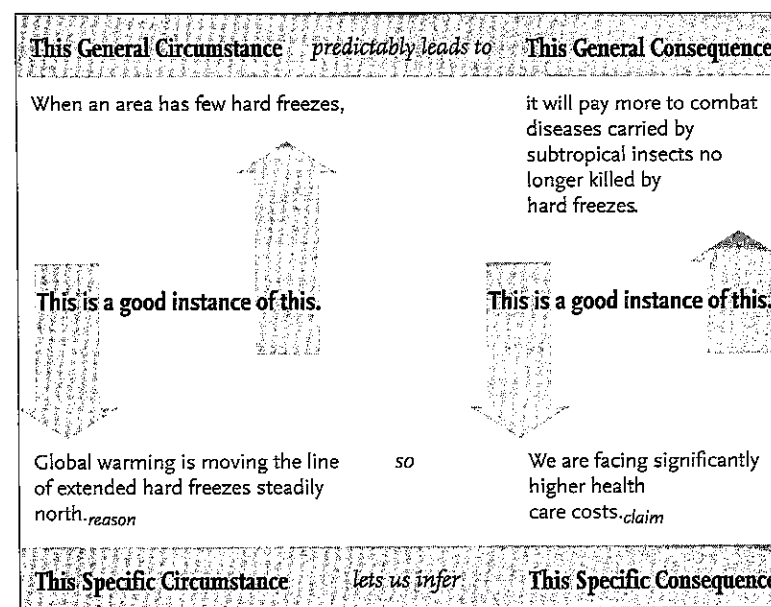 This General Circumstance predictably leads to This General Consequence
When an area has few hard freezes,
it will pay more to combat
diseases carried by
subtropical insects no
longer killed by
hard freezes.
This is a good instance of this.
This is a good instance of this.
Global warming is moving the line
of extended hard freezes steadily
north.reason
so
We are facing significantly
higher health
care costs.claim
This Specific Circumstance lets us infer This Specific Consequence